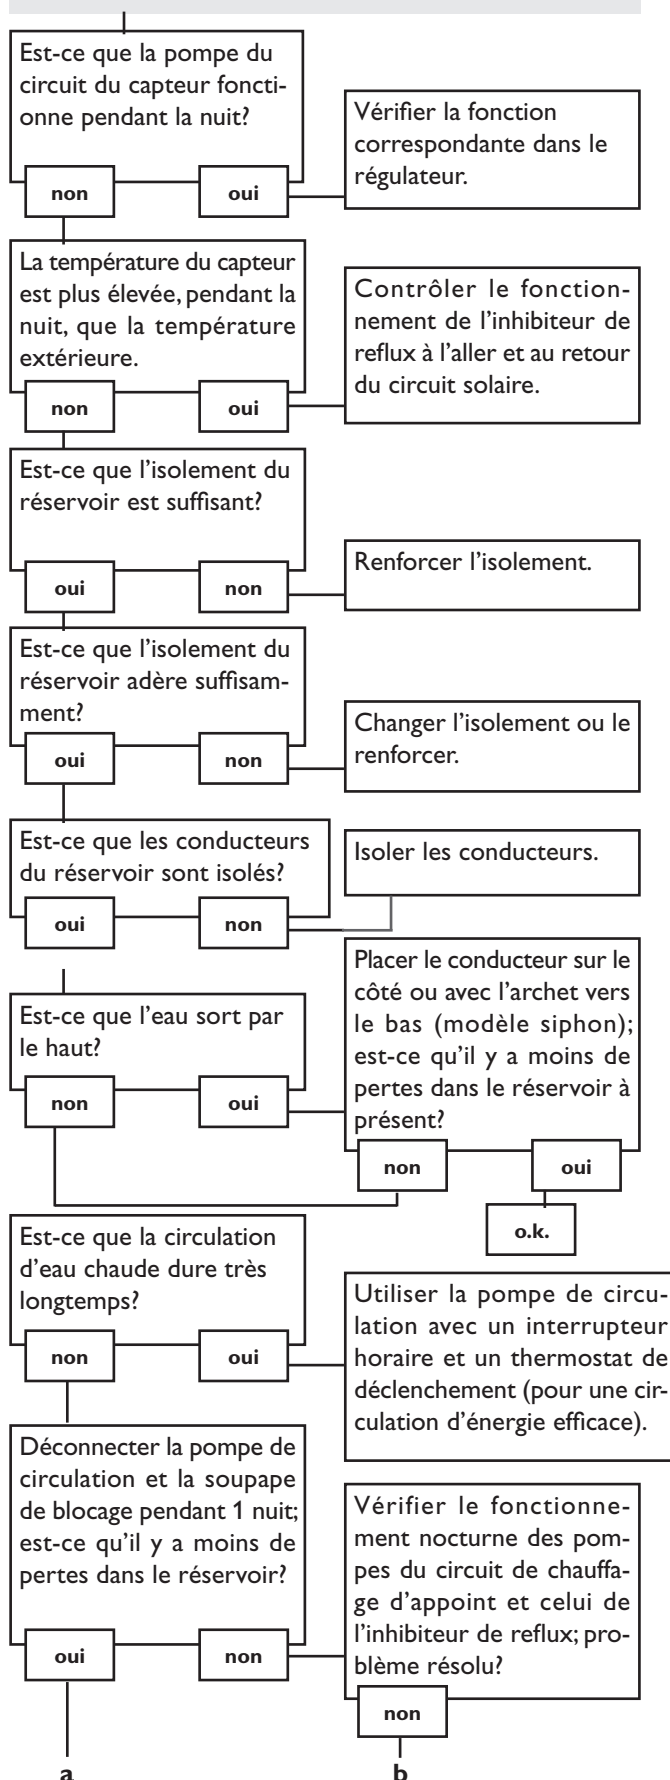 Est-ce que la pompe du
circuit du capteur foncti-
onne pendant la nuit?
non
oui
Vérifier la fonction
correspondante dans le
régulateur.
La température du capteur
est plus élevée, pendant la
nuit, que la température
extérieure.
non
oui
Contrôler le fonction-
nement de l'inhibiteur de
reflux à l'aller et au retour
du circuit solaire.
Est-ce que l'isolement du
réservoir est suffisant?
oui
non
Renforcer l'isolement.
Est-ce que l'isolement du
réservoir adère suffisam-
ment?
oui
non
Changer l'isolement ou le
renforcer.
Est-ce que les conducteurs
du réservoir sont isolés?
oui
non
Isoler les conducteurs.
Est-ce que l'eau sort par
le haut?
non
oui
Placer le conducteur sur le
côté ou avec l'archet vers
le bas (modèle siphon);
est-ce qu'il y a moins de
pertes dans le réservoir à
présent?
non
oui
o.k.
Est-ce que la circulation
d'eau chaude dure très
longtemps?
non
oui
Utiliser la pompe de circu-
lation avec un interrupteur
horaire et un thermostat de
déclenchement (pour une cir-
culation d'énergie efficace).
Déconnecter la pompe de
circulation et la soupape
de blocage pendant 1 nuit;
est-ce qu'il y a moins de
pertes dans le réservoir?
oui
non
Vérifier le fonctionne-
ment nocturne des pom-
pes du circuit de chauffa-
ge d'appoint et celui de
l'inhibiteur de reflux; pro-
blème résolu?
non
a
b